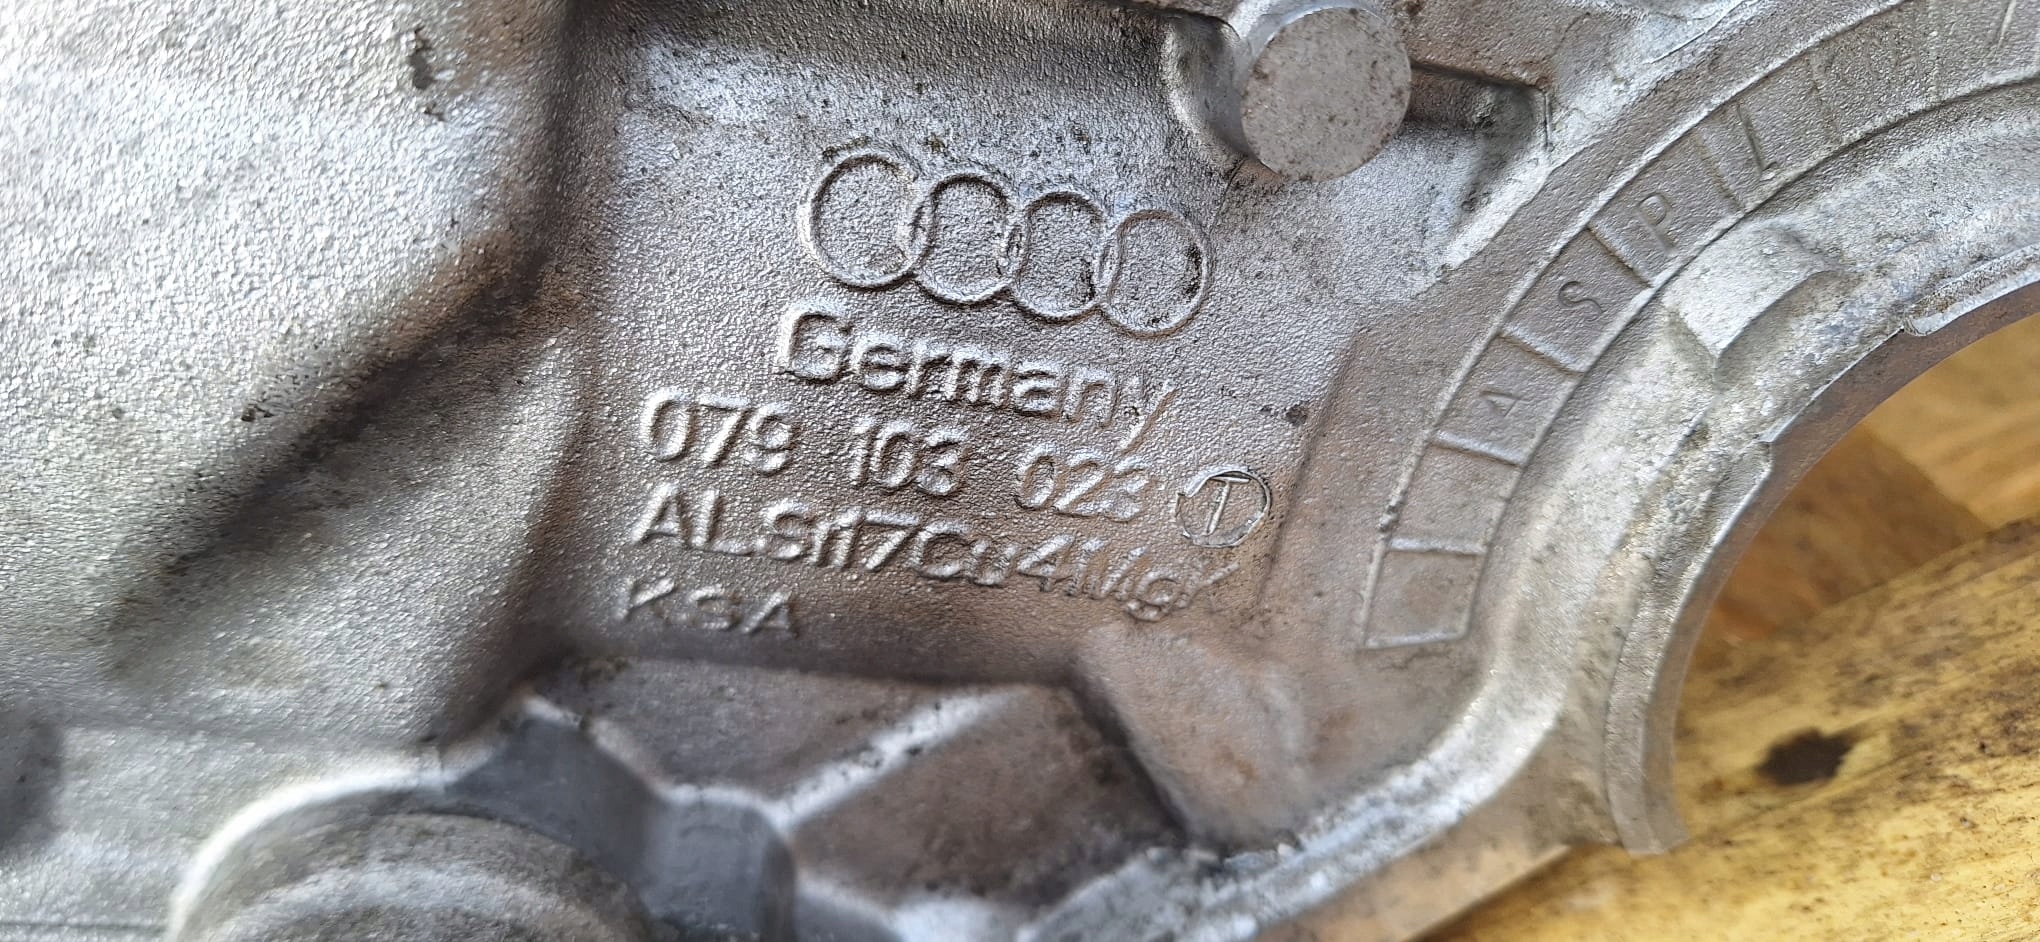 Germany
079 103 023 T
ALSi17Cu4Mg
KSA
A S P L